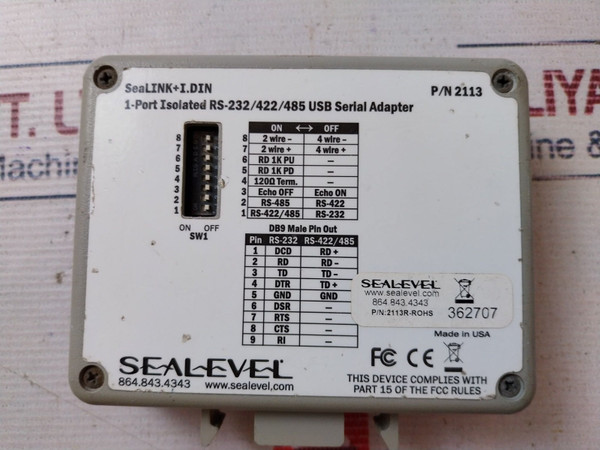 SeaLINK+I.DIN
P/N 2113
1-Port Isolated RS-232/422/485 USB Serial Adapter
ON ↔ OFF
8 2 wire – 4 wire –
7 2 wire + 4 wire +
6 RD 1K PU —
5 RD 1K PD —
4 120Ω Term. —
3 Echo OFF Echo ON
2 RS-485 RS-422
1 RS-422/485 RS-232
8
7
6
5
4
3
2
1
ON OFF
SW1
DB9 Male Pin Out
Pin RS-232 RS-422/485
1 DCD RD +
2 RD RD –
3 TD TD –
4 DTR TD +
5 GND GND
6 DSR —
7 RTS —
8 CTS —
9 RI —
SEALEVEL
www.sealevel.com
864.843.4343
P/N:2113R-ROHS
362707
Made in USA
SEALEVEL
864.843.4343 www.sealevel.com
FC CE
THIS DEVICE COMPLIES WITH
PART 15 OF THE FCC RULES